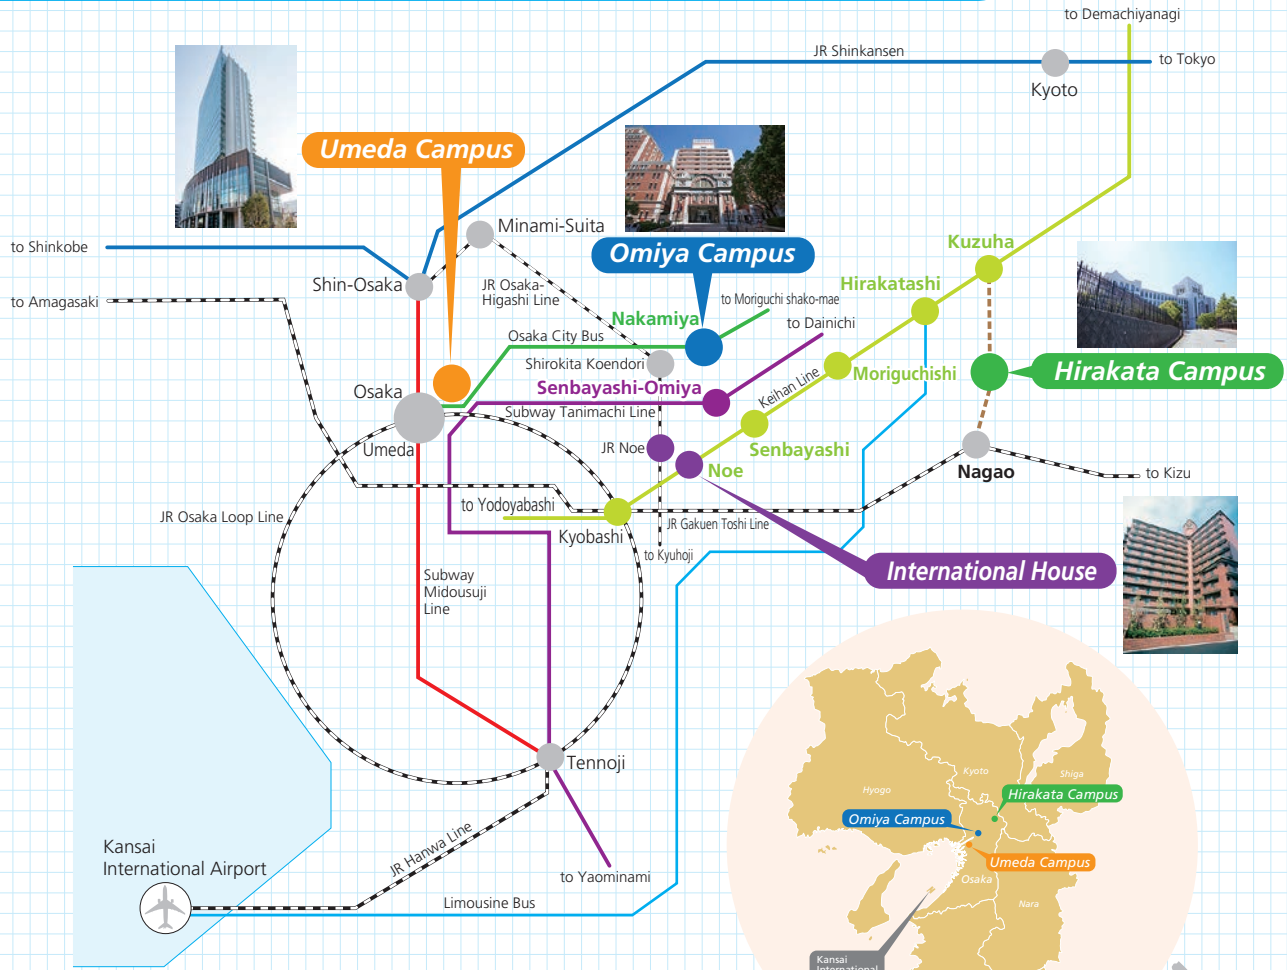 to Demachiyanagi
JR Shinkansen
to Tokyo
Kyoto
Umeda Campus
Minami-Suita
to Shinkobe
Omiya Campus
Kuzuha
Shin-Osaka
JR Osaka-
Higashi Line
Hirakatashi
to Amagasaki
to Moriguchi shako-mae
Nakamiya
to Dainichi
Osaka City Bus
Shirokita Koendori
Moriguchishi
Hirakata Campus
Osaka
Senbayashi-Omiya
Keihan Line
Subway Tanimachi Line
Umeda
JR Noe
Senbayashi
Noe
Nagao
to Kizu
to Yodoyabashi
JR Osaka Loop Line
JR Gakuen Toshi Line
Kyobashi
to Kyuhoji
International House
Subway
Midousuji
Line
Tennoji
Kyoto
Shiga
Hyogo
Hirakata Campus
Omiya Campus
Kansai
International Airport
JR Hanwa Line
Umeda Campus
to Yaominami
Osaka
Limousine Bus
Nara
Kansai
International